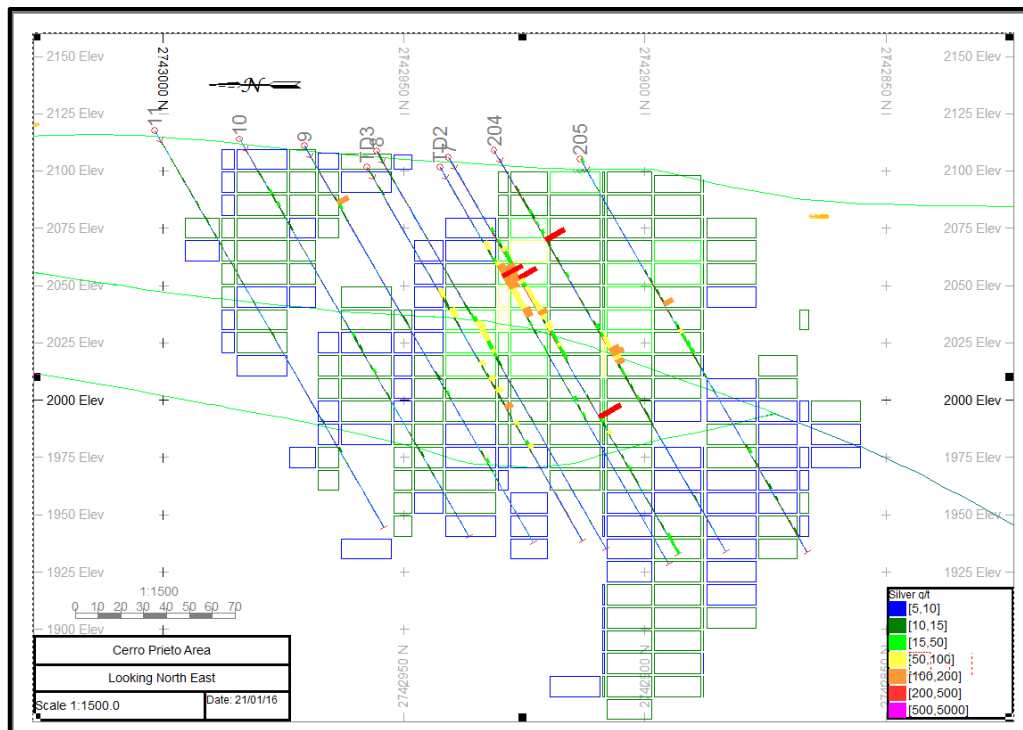 2150 Elev
2150 Elev
2743000 N
2742950 N
2742900 N
2742850 N
N
2125 Elev
2125 Elev
11
10
9
TD3
8
TD2
7
204
205
2100 Elev
2100 Elev
2075 Elev
2075 Elev
2050 Elev
2050 Elev
2025 Elev
2025 Elev
2000 Elev
2000 Elev
1975 Elev
1975 Elev
1950 Elev
1950 Elev
1925 Elev
1925 Elev
1:1500
0 10 20 30 40 50 60 70
1900 Elev
2742950 N
2742900 N
2742850 N
Cerro Prieto Area
Looking North East
Scale 1:1500.0
Date: 21/01/16
Silver g/t
[5,10]
[10,15]
[15,50]
[50,100]
[100,200]
[200,500]
[500,5000]